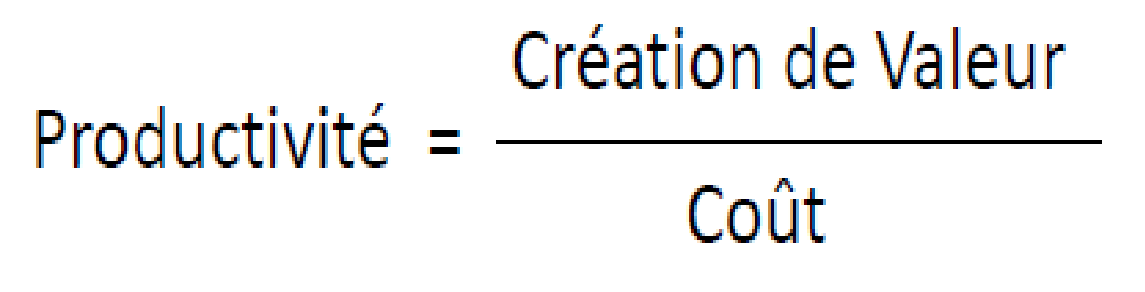 Création de Valeur
Productivité =
Coût